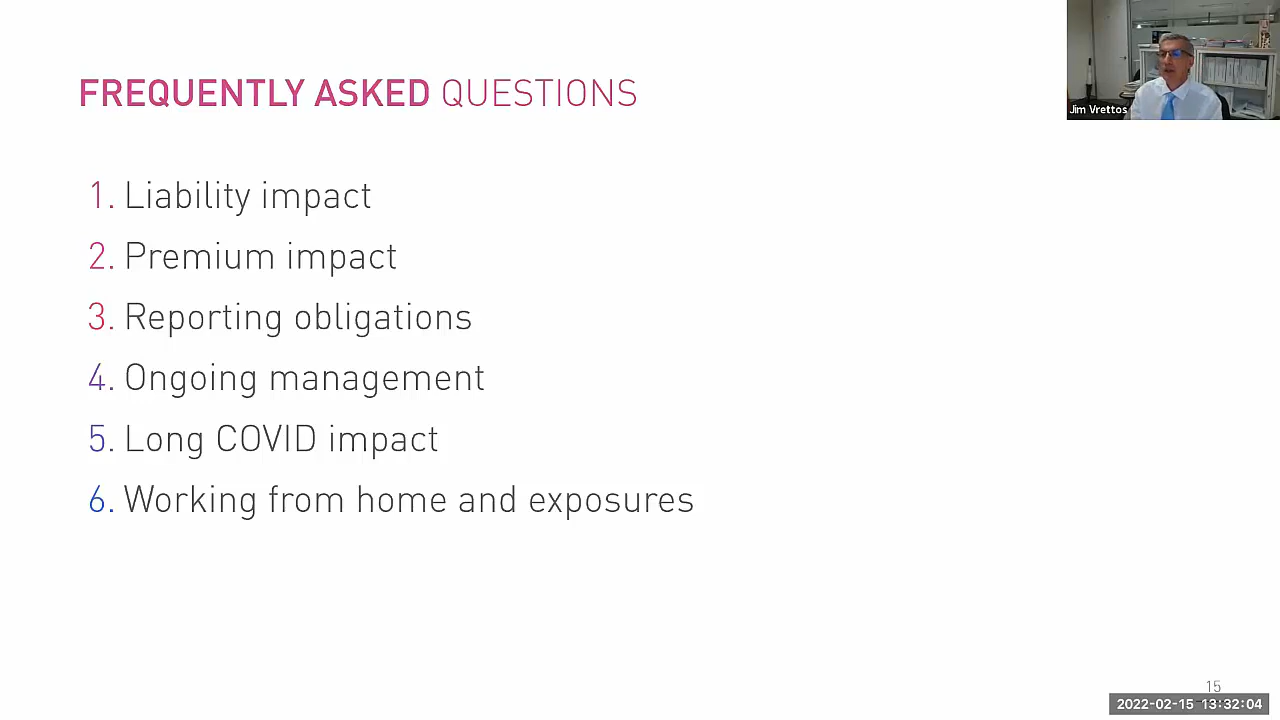 FREQUENTLY ASKED QUESTIONS
Jim Vrettos
1. Liability impact
2. Premium impact
3. Reporting obligations
4. Ongoing management
5. Long COVID impact
6. Working from home and exposures
15
2022-02-15 13:32:04